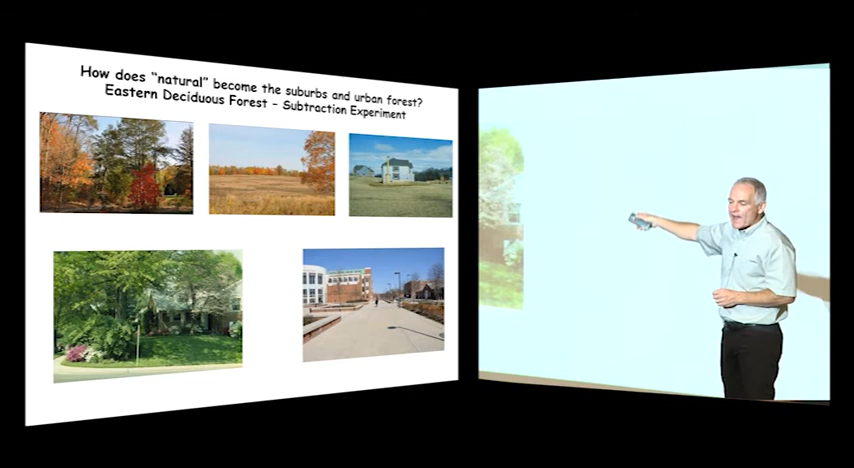 How does “natural” become the suburbs and urban forest?
Eastern Deciduous Forest – Subtraction Experiment